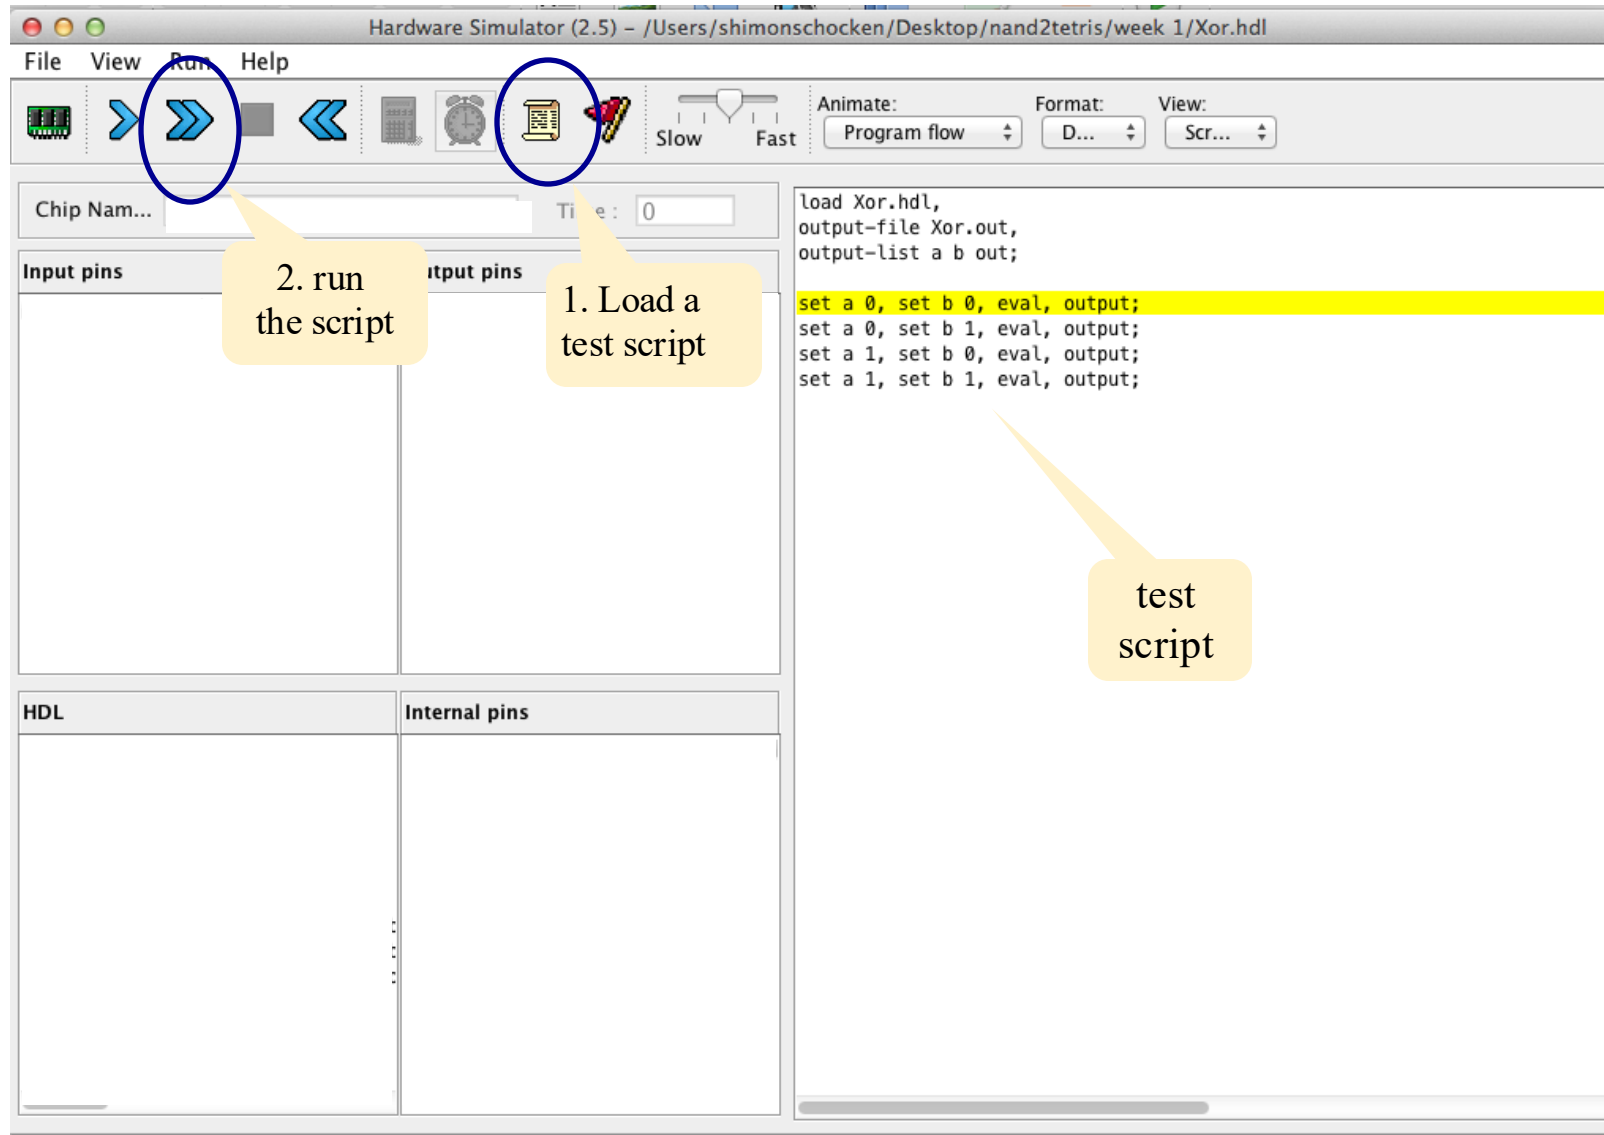 Hardware Simulator (2.5) – /Users/shimonschocken/Desktop/nand2tetris/week 1/Xor.hdl
File View Run Help
Slow Fast
Animate: Format: View:
Program flow D... Scr...
Chip Nam... 0
Input pins
2. run
the script
1. Load a
test script
load Xor.hdl,
output-file Xor.out,
output-list a b out;
set a 0, set b 0, eval, output;
set a 0, set b 1, eval, output;
set a 1, set b 0, eval, output;
set a 1, set b 1, eval, output;
test
script
HDL Internal pins